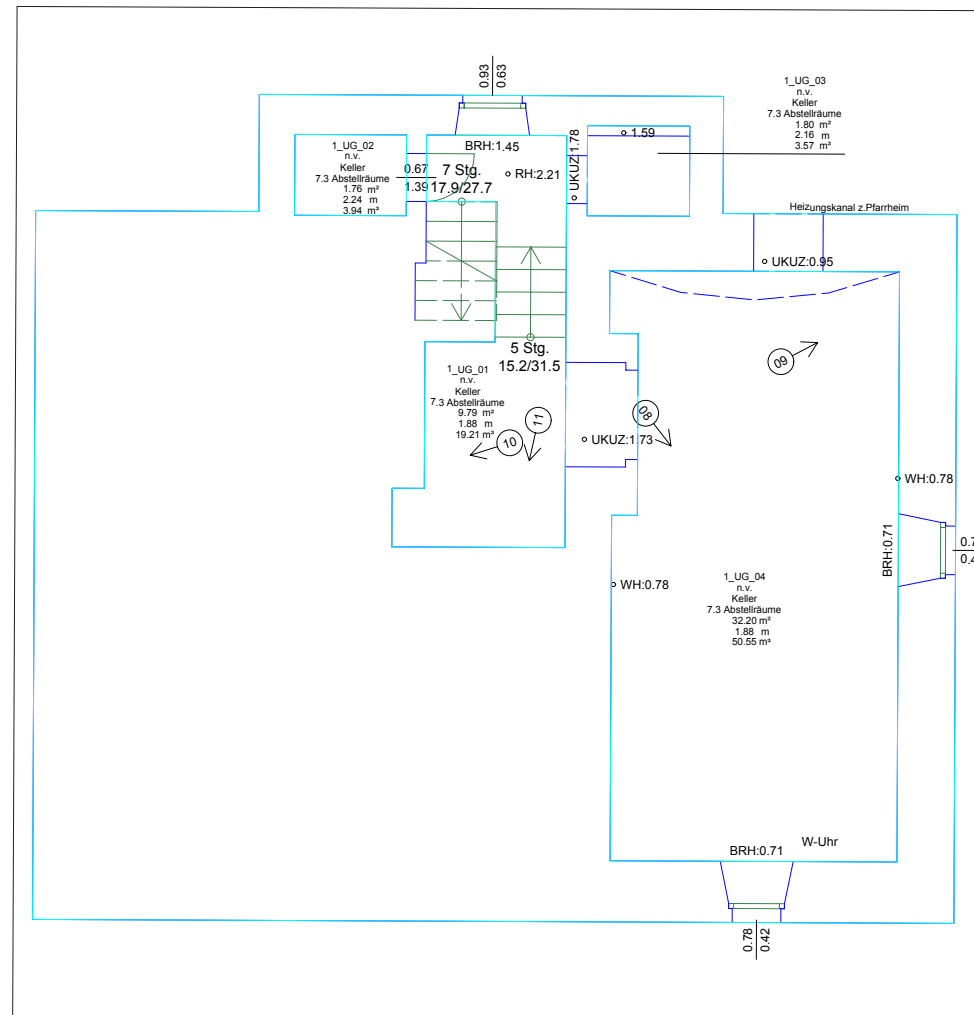 0.93
0.63
1_UG_03
n.v.
Keller
7.3 Abstellräume
1.80 m²
2.16 m
3.57 m³
1_UG_02
n.v.
Keller
7.3 Abstellräume
1.76 m²
2.24 m
3.94 m³
0.67
1.39
BRH:1.45
7 Stg.
17.9/27.7
RH:2.21
UKUZ:1.78
1.59
Heizungskanal z.Pfarrheim
UKUZ:0.95
5 Stg.
15.2/31.5
1_UG_01
n.v.
Keller
7.3 Abstellräume
9.79 m²
1.88 m
19.21 m³
10
11
08
09
UKUZ:1.73
WH:0.78
BRH:0.71
0.7
0.4
WH:0.78
1_UG_04
n.v.
Keller
7.3 Abstellräume
32.20 m²
1.88 m
50.55 m³
W-Uhr
BRH:0.71
0.78
0.42